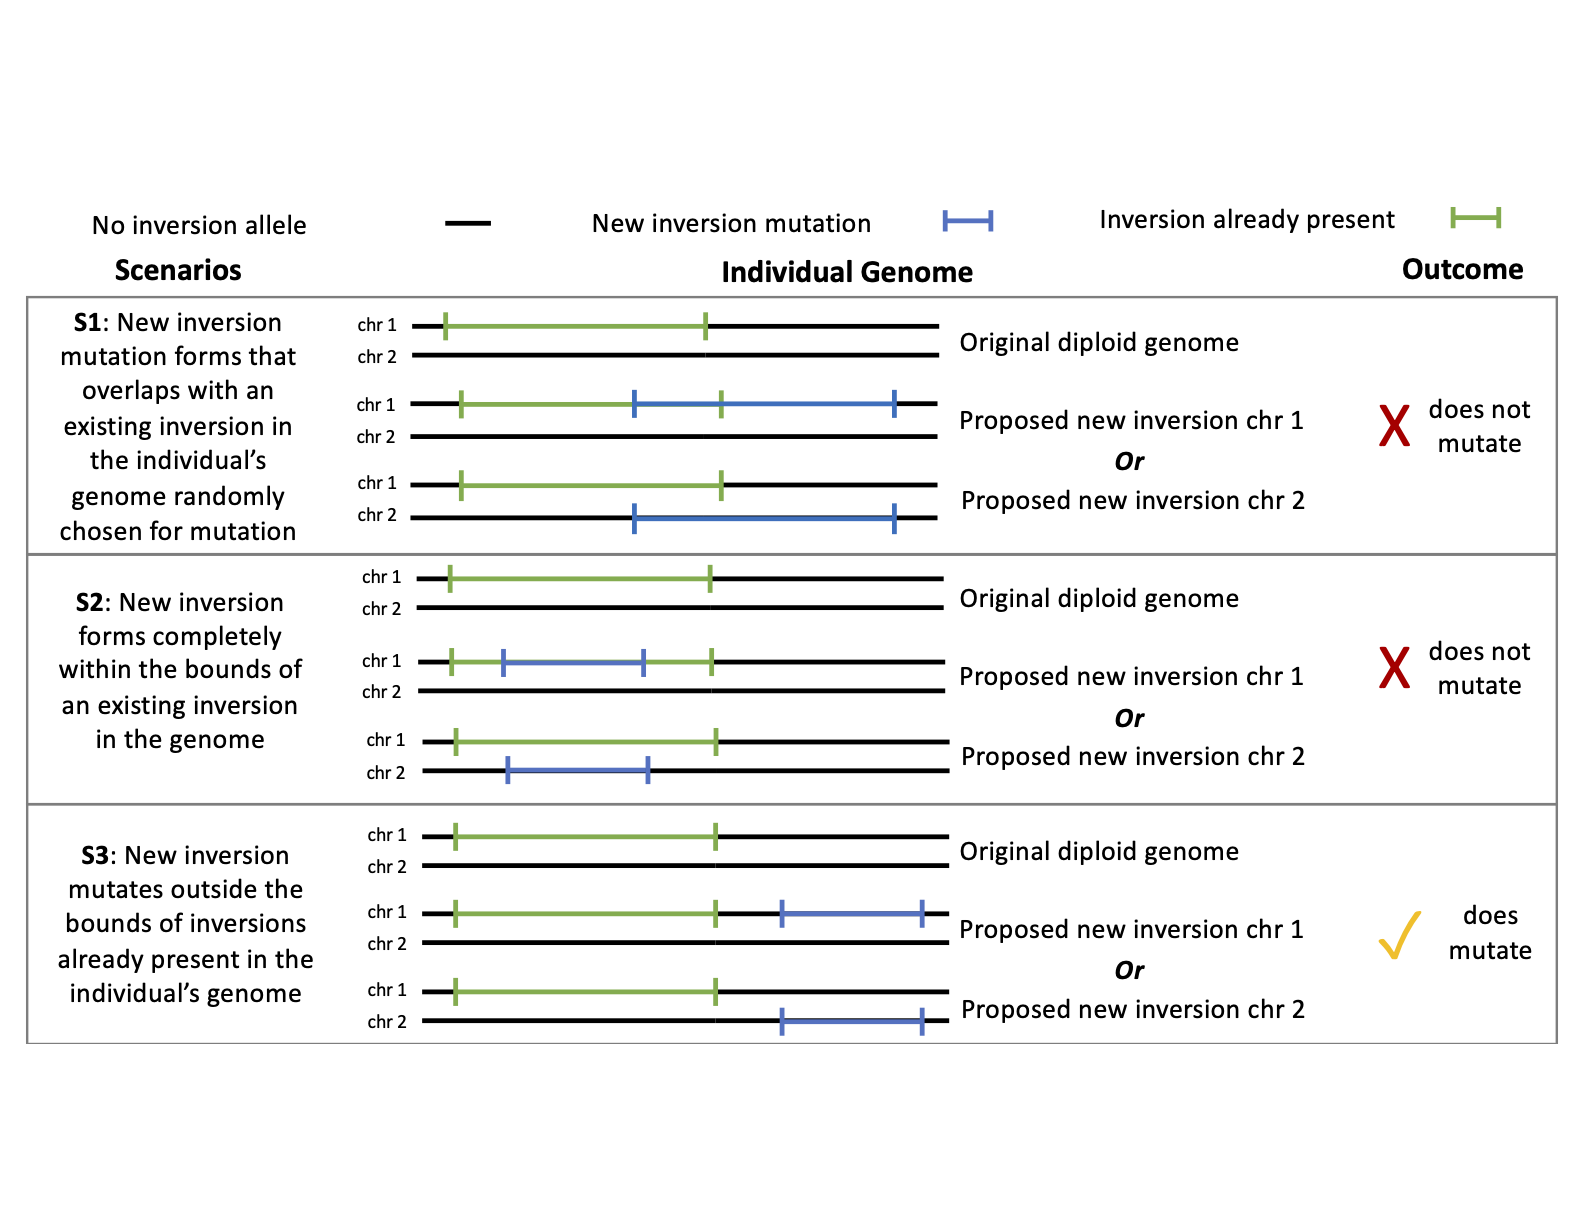 No inversion allele
New inversion mutation
Inversion already present
Scenarios
Individual Genome
Outcome
S1: New inversion
mutation forms that
overlaps with an
existing inversion in
the individual's
genome randomly
chosen for mutation
chr 1
chr 2
Original diploid genome
chr 1
chr 2
Proposed new inversion chr 1
Or
chr 1
chr 2
Proposed new inversion chr 2
X
does not
mutate
S2: New inversion
forms completely
within the bounds of
an existing inversion
in the genome
chr 1
chr 2
Original diploid genome
chr 1
chr 2
Proposed new inversion chr 1
Or
chr 1
chr 2
Proposed new inversion chr 2
X
does not
mutate
S3: New inversion
mutates outside the
bounds of inversions
already present in the
individual's genome
chr 1
chr 2
Original diploid genome
chr 1
chr 2
Proposed new inversion chr 1
Or
chr 1
chr 2
Proposed new inversion chr 2
does
mutate